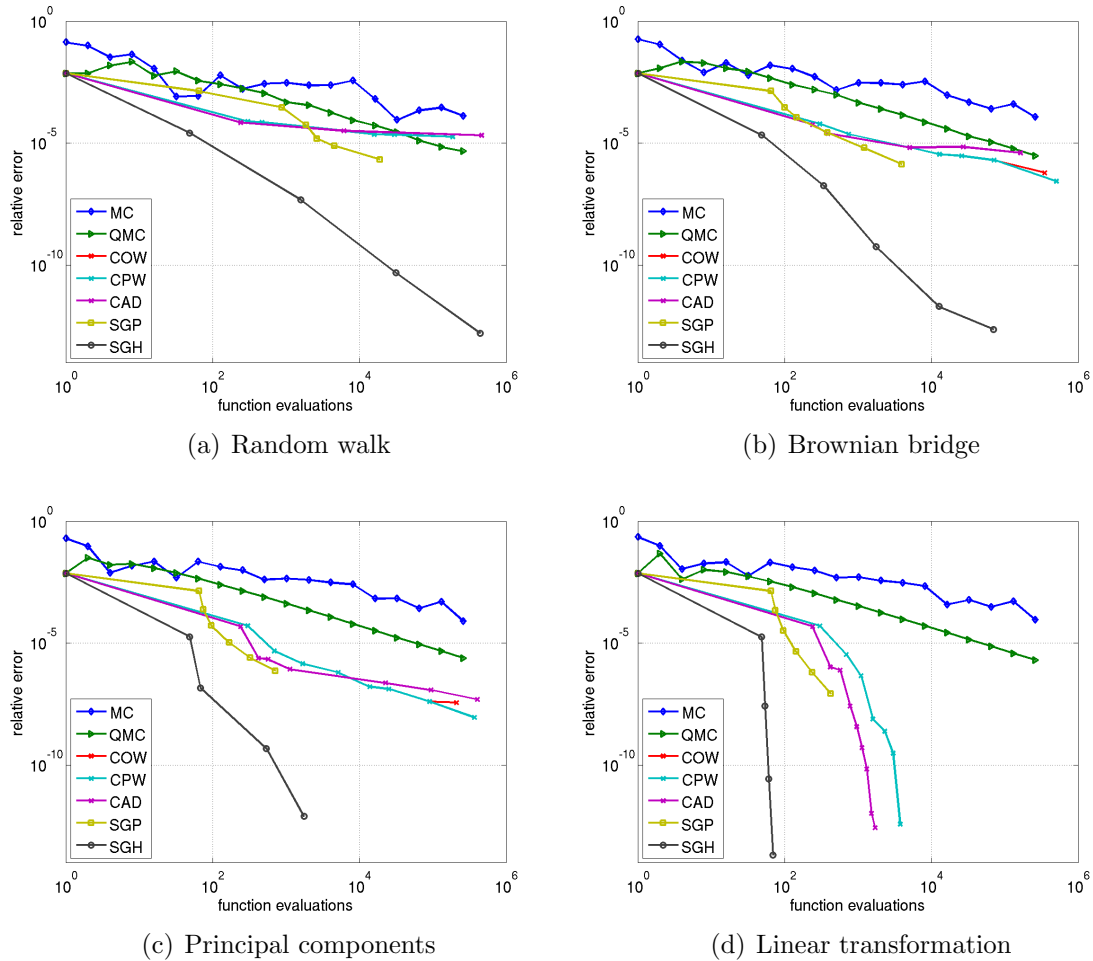 10^0
10^-5
10^-10
relative error
MC
QMC
COW
CPW
CAD
SGP
SGH
10^0 10^2 10^4 10^6
function evaluations
(a) Random walk
10^0
10^-5
10^-10
relative error
MC
QMC
COW
CPW
CAD
SGP
SGH
10^0 10^2 10^4 10^6
function evaluations
(b) Brownian bridge
10^0
10^-5
10^-10
relative error
MC
QMC
COW
CPW
CAD
SGP
SGH
10^0 10^2 10^4 10^6
function evaluations
(c) Principal components
10^0
10^-5
10^-10
relative error
MC
QMC
COW
CPW
CAD
SGP
SGH
10^0 10^2 10^4 10^6
function evaluations
(d) Linear transformation